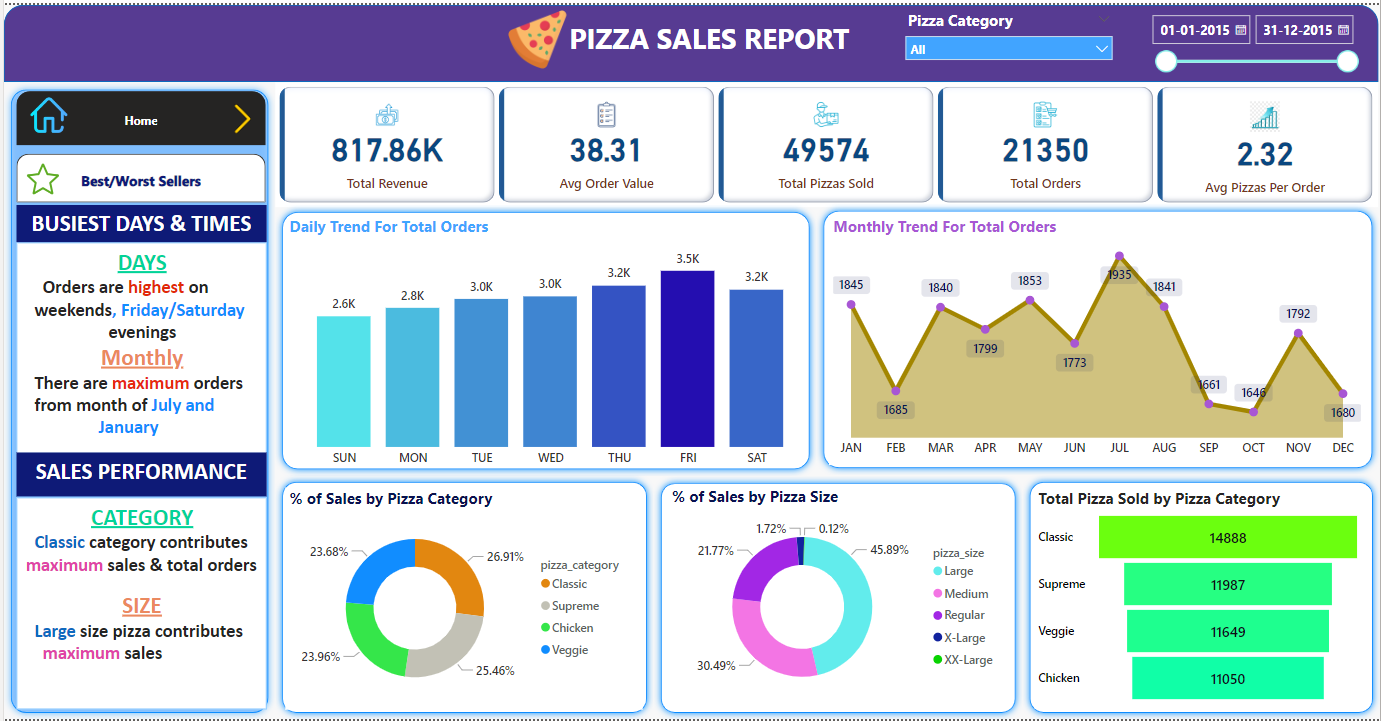 PIZZA SALES REPORT
Pizza Category
All
01-01-2015
31-12-2015
Home
Best/Worst Sellers
BUSIEST DAYS & TIMES
DAYS
Orders are highest on
weekends, Friday/Saturday
evenings
Monthly
There are maximum orders
from month of July and
January
SALES PERFORMANCE
CATEGORY
Classic category contributes
maximum sales & total orders
SIZE
Large size pizza contributes
maximum sales
817.86K
Total Revenue
38.31
Avg Order Value
49574
Total Pizzas Sold
21350
Total Orders
2.32
Avg Pizzas Per Order
Daily Trend For Total Orders
2.6K
2.8K
3.0K
3.0K
3.2K
3.5K
3.2K
SUN
MON
TUE
WED
THU
FRI
SAT
Monthly Trend For Total Orders
1845
1685
1840
1799
1853
1773
1935
1841
1661
1646
1792
1680
JAN
FEB
MAR
APR
MAY
JUN
JUL
AUG
SEP
OCT
NOV
DEC
% of Sales by Pizza Category
23.68%
26.91%
23.96%
25.46%
pizza_category
Classic
Supreme
Chicken
Veggie
% of Sales by Pizza Size
1.72%
0.12%
21.77%
45.89%
30.49%
pizza_size
Large
Medium
Regular
X-Large
XX-Large
Total Pizza Sold by Pizza Category
Classic
14888
Supreme
11987
Veggie
11649
Chicken
11050